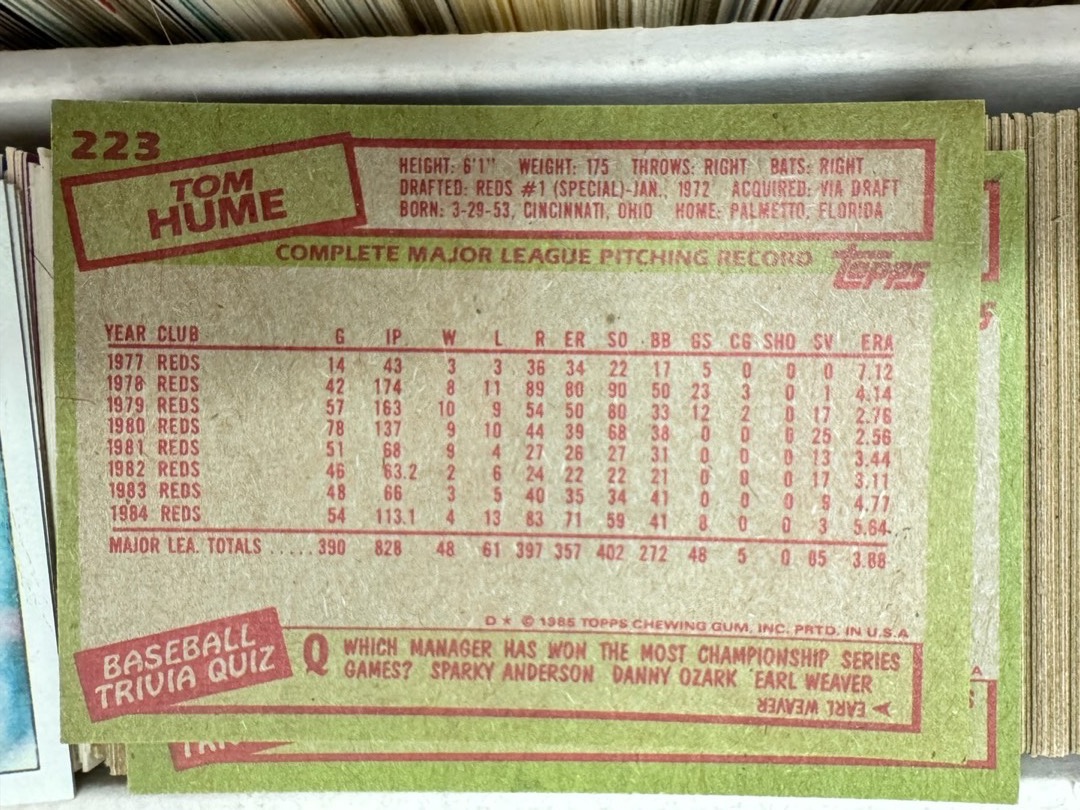 223
TOM
HUME
HEIGHT: 6'1" WEIGHT: 175 THROWS: RIGHT BATS: RIGHT
DRAFTED: REDS #1 (SPECIAL)-JAN., 1972 ACQUIRED: VIA DRAFT
BORN: 3-29-53, CINCINNATI, OHIO HOME: PALMETTO, FLORIDA
COMPLETE MAJOR LEAGUE PITCHING RECORD topps
YEAR CLUB G IP W L R ER SO BB GS CG SHO SV ERA
1977 REDS 14 43 3 3 36 34 22 17 5 0 0 0 7.12
1978 REDS 42 174 8 11 89 80 90 50 23 3 0 1 4.14
1979 REDS 57 163 10 9 54 50 80 33 12 2 0 17 2.76
1980 REDS 78 137 9 10 44 39 68 38 0 0 0 25 2.56
1981 REDS 51 68 9 4 27 26 27 31 0 0 0 13 3.44
1982 REDS 46 63.2 2 6 24 22 22 21 0 0 0 17 3.11
1983 REDS 48 66 3 5 40 35 34 41 0 0 0 9 4.77
1984 REDS 54 113.1 4 13 83 71 59 41 8 0 0 3 5.64
MAJOR LEA. TOTALS ..... 390 828 48 61 397 357 402 272 48 5 0 85 3.88
D★ © 1985 TOPPS CHEWING GUM, INC. PRTD. IN U.S.A
BASEBALL
TRIVIA QUIZ
Q WHICH MANAGER HAS WON THE MOST CHAMPIONSHIP SERIES
GAMES? SPARKY ANDERSON DANNY OZARK EARL WEAVER
A EARL WEAVER